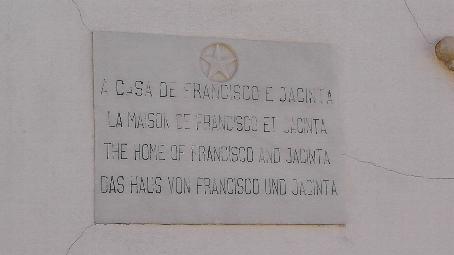 A CASA DE FRANCISCO E JACINTA
LA MAISON DE FRANCISCO ET JACINTA
THE HOME OF FRANCISCO AND JACINTA
DAS HAUS VON FRANCISCO UND JACINTA